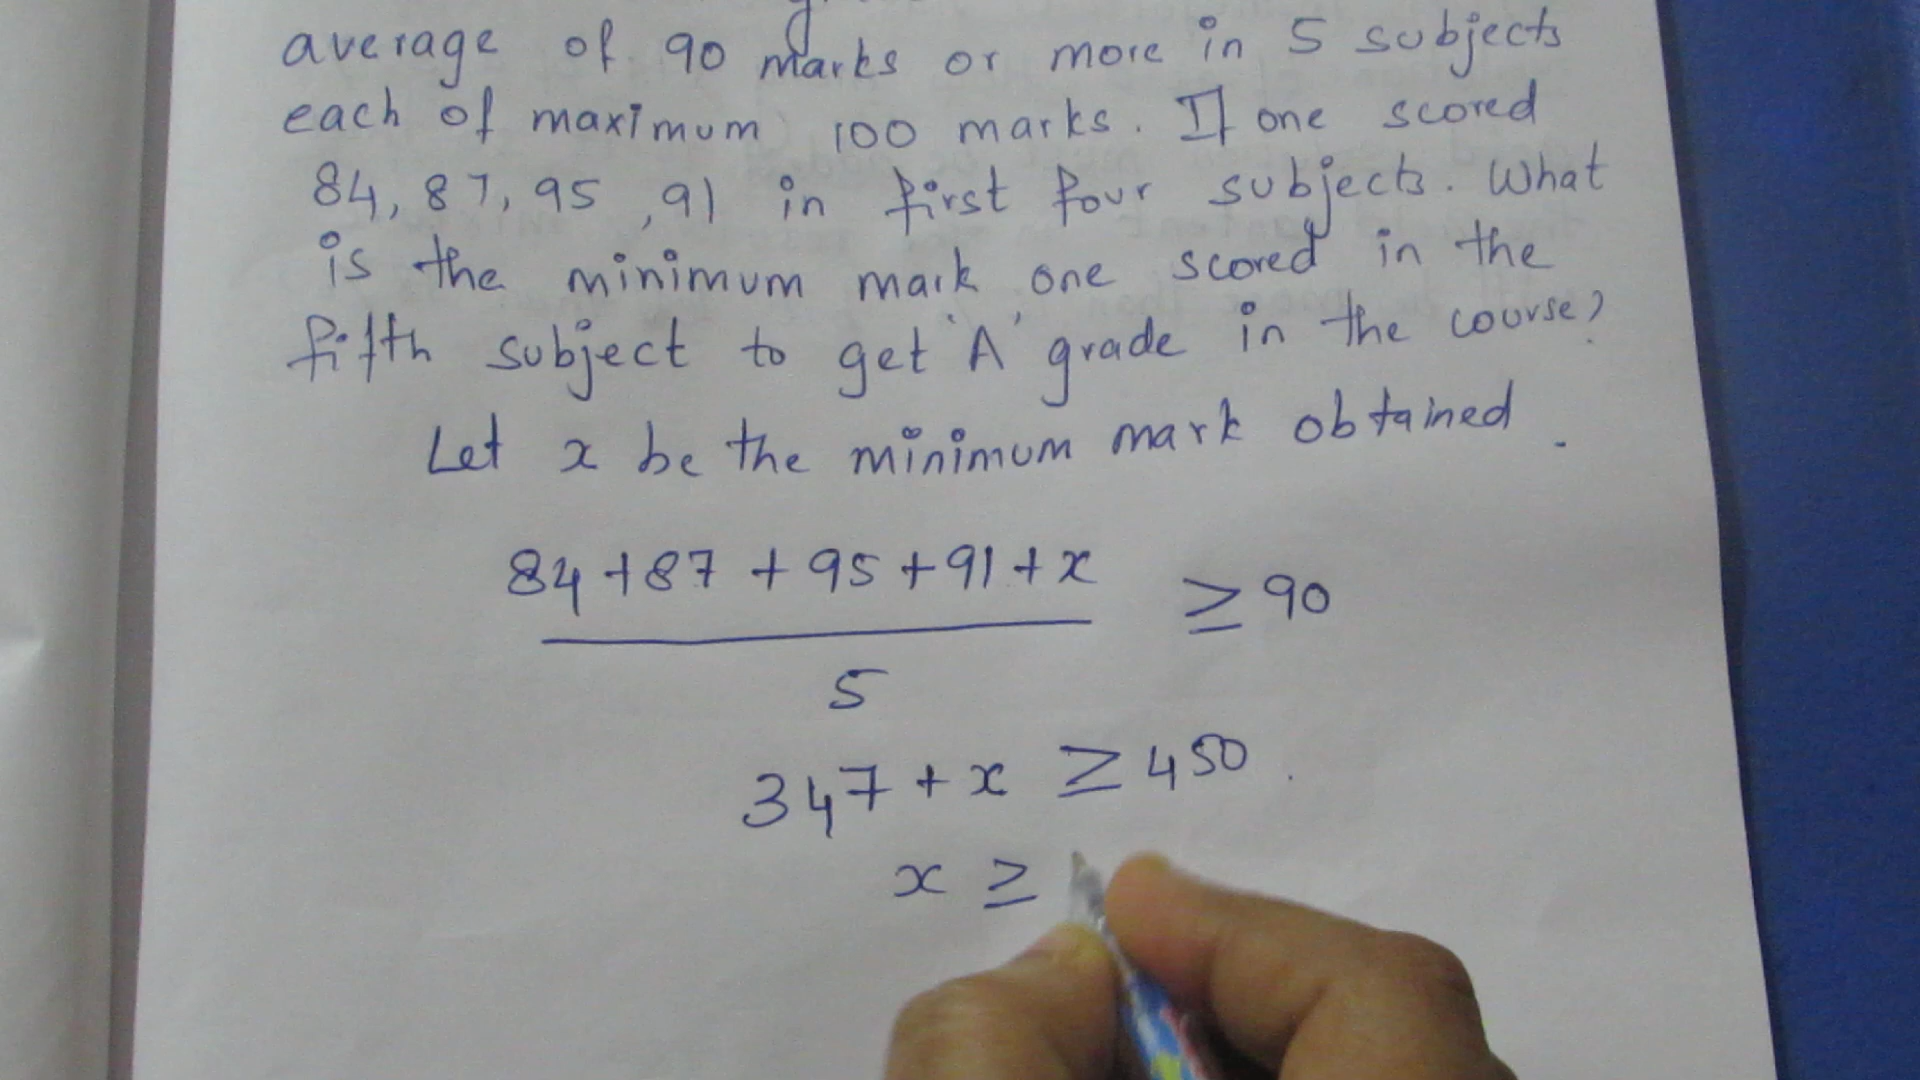 average of 90 marks or more in 5 subjects
each of maximum 100 marks. If one scored
84, 87, 95, 91 in first four subjects. What
is the minimum mark one scored in the
fifth subject to get 'A' grade in the course?
Let x be the minimum mark obtained.
84 + 87 + 95 + 91 + x
≥ 90
5
347 + x ≥ 450.
x ≥